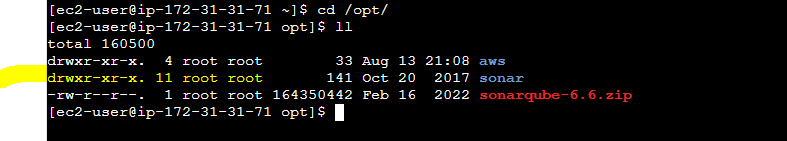 [ec2-user@ip-172-31-31-71 ~]$ cd /opt/
[ec2-user@ip-172-31-31-71 opt]$ ll
total 160500
drwxr-xr-x.  4 root root        33 Aug 13 21:08 aws
drwxr-xr-x. 11 root root       141 Oct 20  2017 sonar
-rw-r--r--.  1 root root 164350442 Feb 16  2022 sonarqube-6.6.zip
[ec2-user@ip-172-31-31-71 opt]$